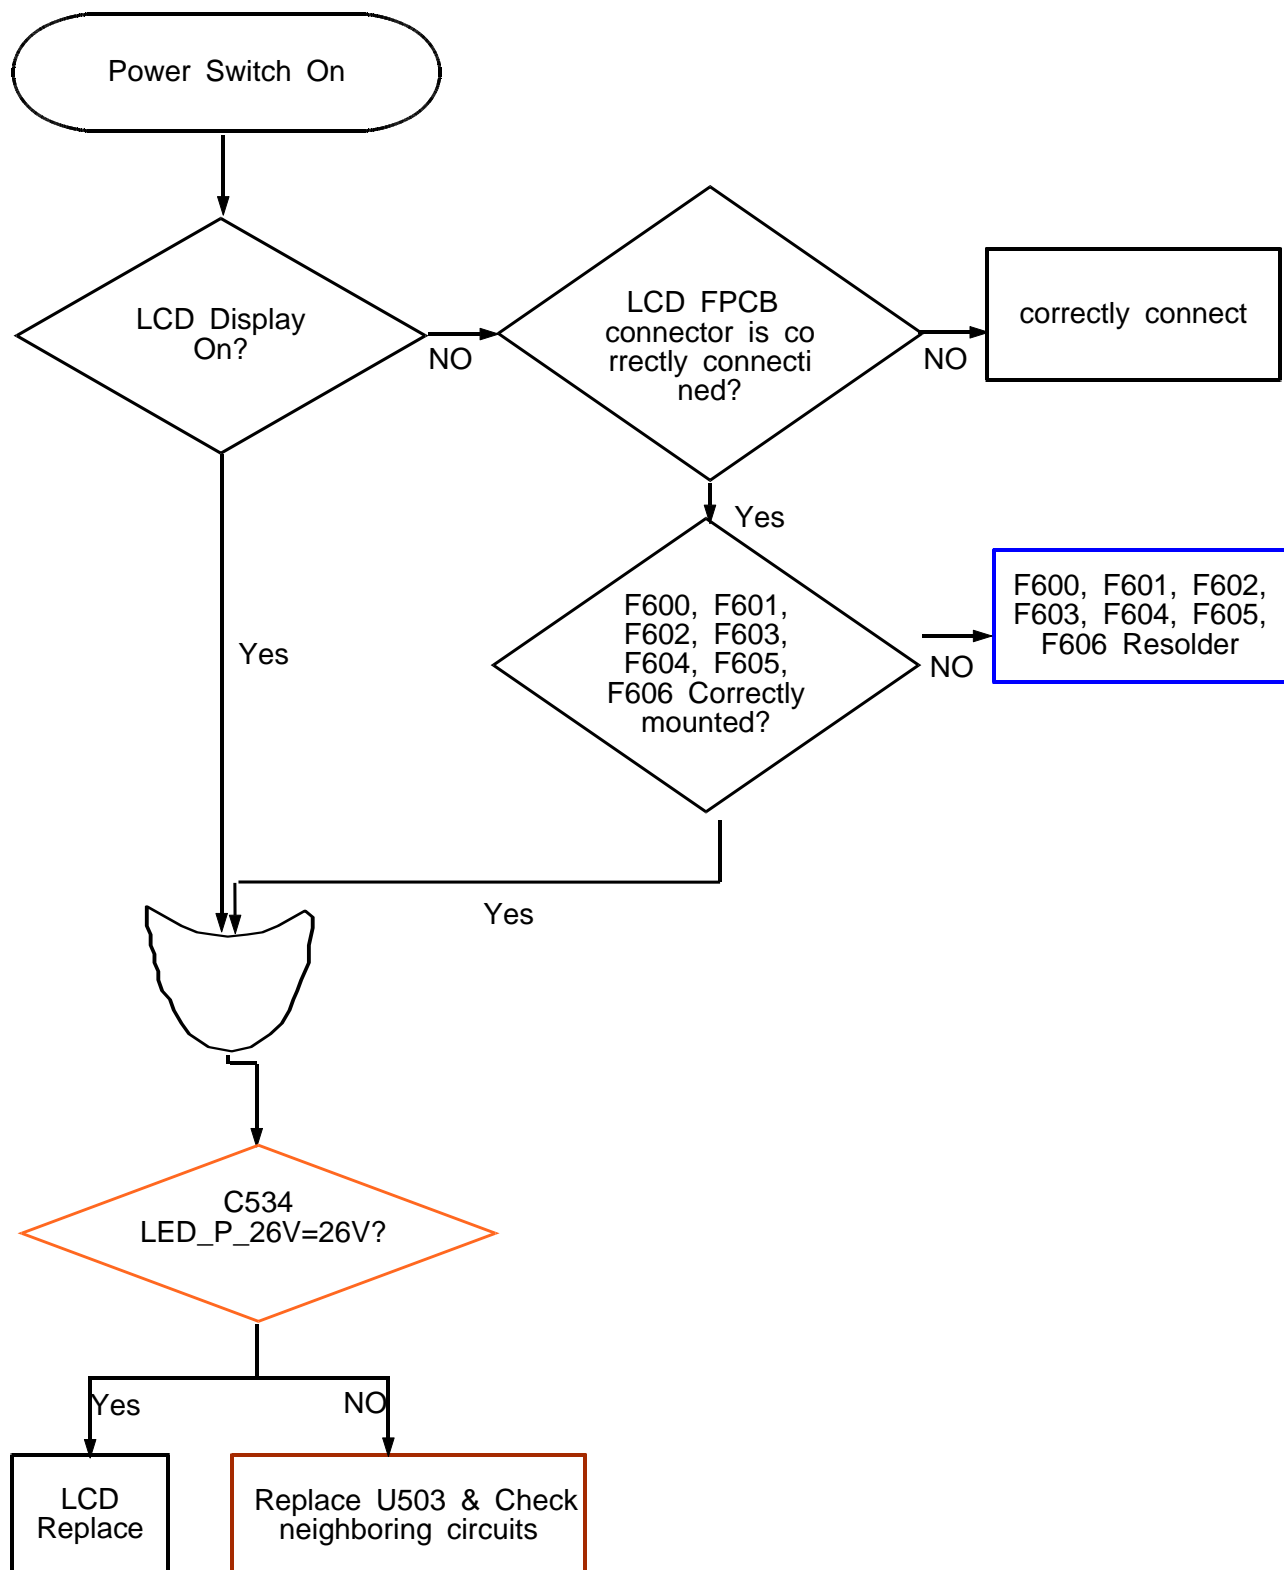 Power Switch On
LCD Display
On?
NO
LCD FPCB
connector is co
rrectly connecti
ned?
NO
correctly connect
Yes
Yes
F600, F601,
F602, F603,
F604, F605,
F606 Correctly
mounted?
NO
F600, F601, F602,
F603, F604, F605,
F606 Resolder
Yes
C534
LED_P_26V=26V?
Yes
NO
LCD
Replace
Replace U503 & Check
neighboring circuits